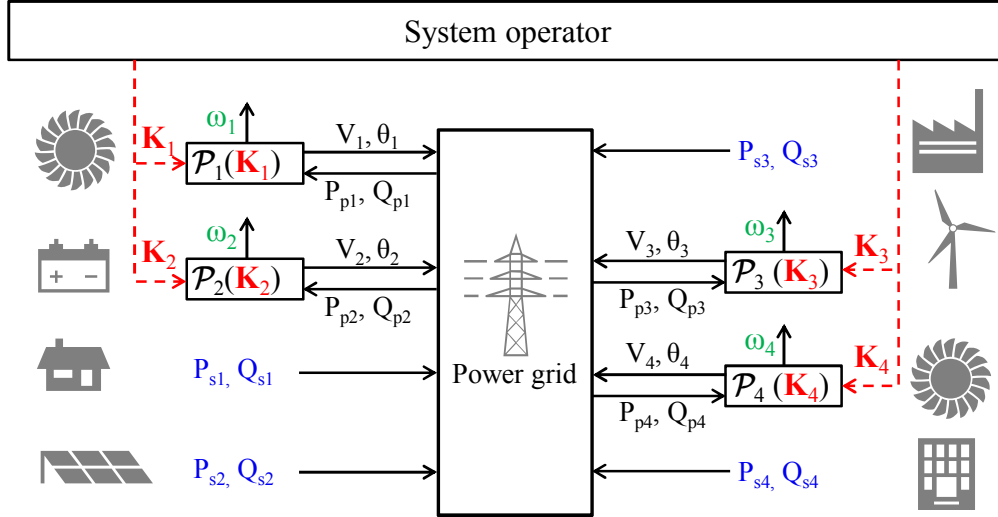 System operator
ω1
K1
𝒫1(K1)
V1, θ1
Pp1, Qp1
ω2
K2
𝒫2(K2)
V2, θ2
Pp2, Qp2
Ps1, Qs1
Ps2, Qs2
Power grid
Ps3, Qs3
ω3
V3, θ3
K3
𝒫3 (K3)
Pp3, Qp3
ω4
V4, θ4
K4
𝒫4 (K4)
Pp4, Qp4
Ps4, Qs4